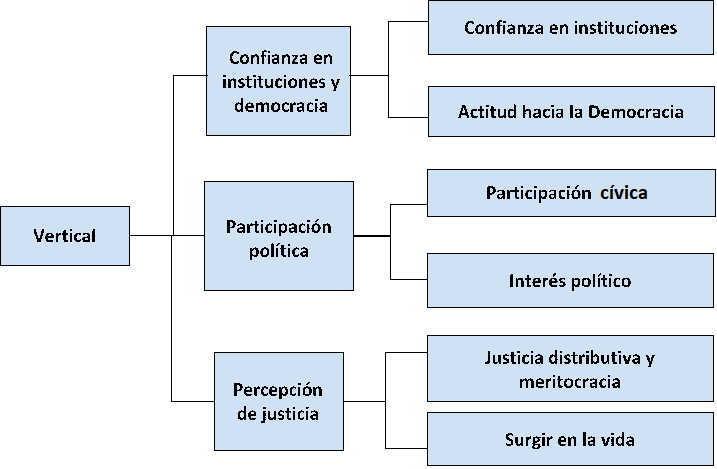 Vertical
Confianza en
instituciones y
democracia
Confianza en instituciones
Actitud hacia la Democracia
Participación
política
Participación cívica
Interés político
Percepción
de justicia
Justicia distributiva y
meritocracia
Surgir en la vida